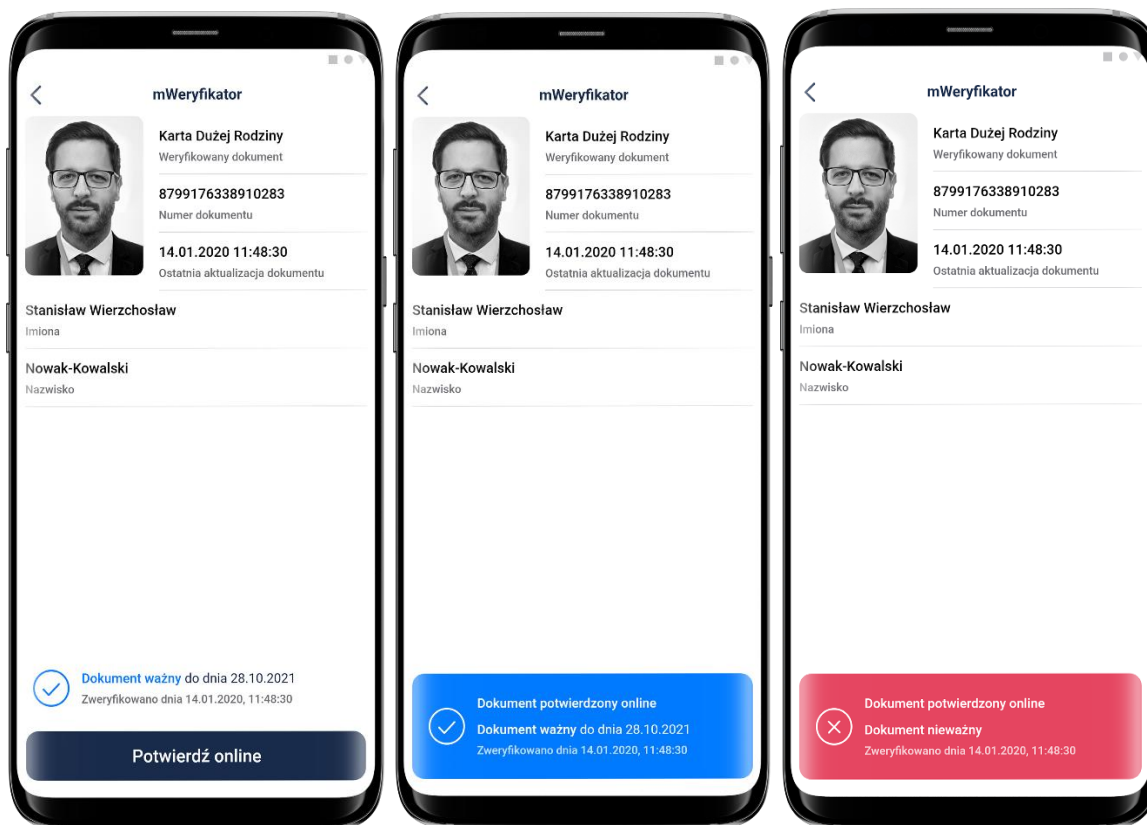 mWeryfikator
Karta Dużej Rodziny
Weryfikowany dokument
8799176338910283
Numer dokumentu
14.01.2020 11:48:30
Ostatnia aktualizacja dokumentu
Stanisław Wierzchosław
Imiona
Nowak-Kowalski
Nazwisko
Dokument ważny do dnia 28.10.2021
Zweryfikowano dnia 14.01.2020, 11:48:30
Potwierdź online
mWeryfikator
Karta Dużej Rodziny
Weryfikowany dokument
8799176338910283
Numer dokumentu
14.01.2020 11:48:30
Ostatnia aktualizacja dokumentu
Stanisław Wierzchosław
Imiona
Nowak-Kowalski
Nazwisko
Dokument potwierdzony online
Dokument ważny do dnia 28.10.2021
Zweryfikowano dnia 14.01.2020, 11:48:30
mWeryfikator
Karta Dużej Rodziny
Weryfikowany dokument
8799176338910283
Numer dokumentu
14.01.2020 11:48:30
Ostatnia aktualizacja dokumentu
Stanisław Wierzchosław
Imiona
Nowak-Kowalski
Nazwisko
Dokument potwierdzony online
Dokument nieważny
Zweryfikowano dnia 14.01.2020, 11:48:30